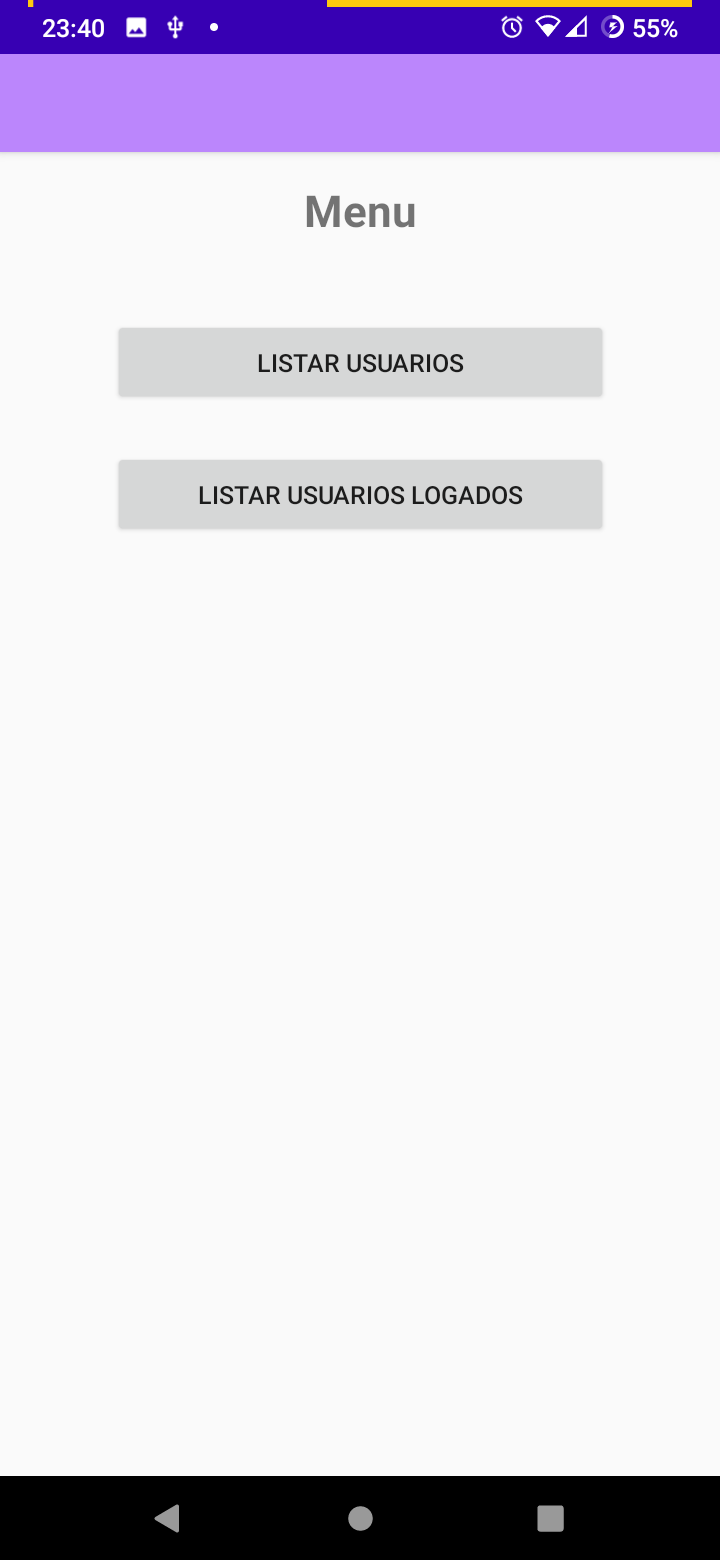 23:40 55%
Menu
LISTAR USUARIOS
LISTAR USUARIOS LOGADOS